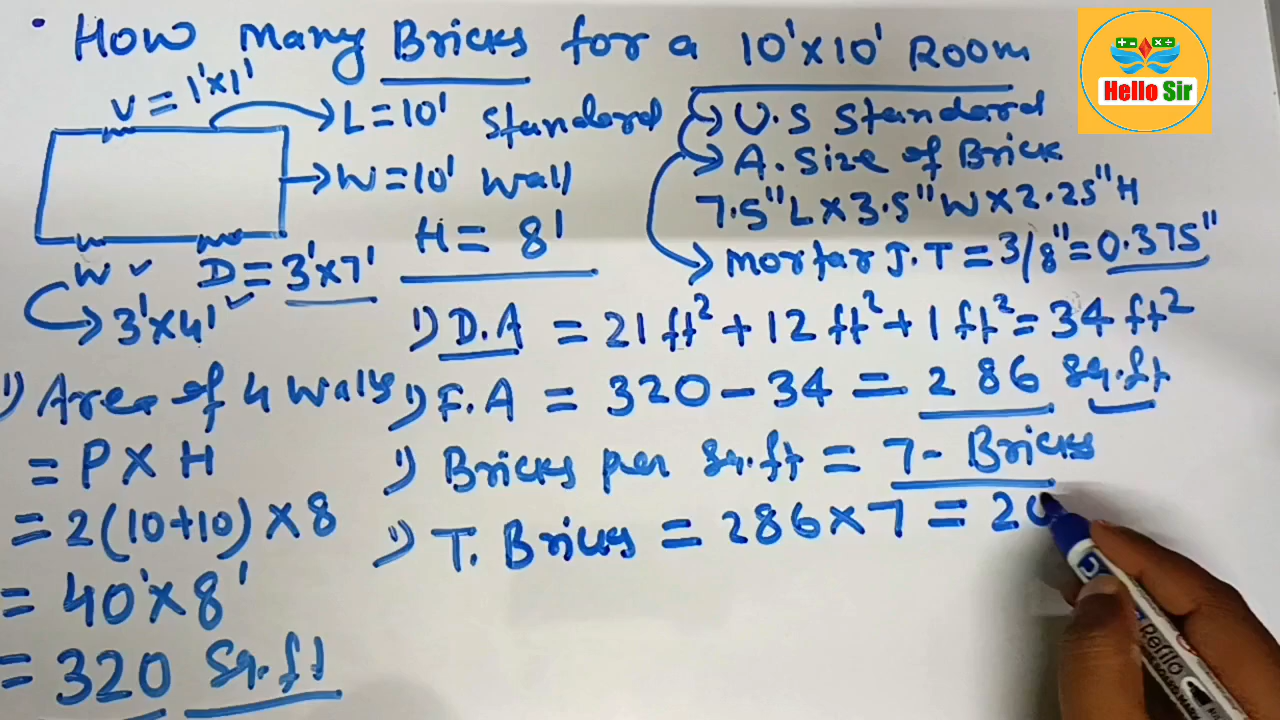 How Many Bricks for a 10'x10' Room
Hello Sir
V = 1'x1'
L = 10' Standard
W = 10' Wall
H = 8'
W D = 3'x7'
3'x4'
U.S Standard
A. Size of Brick
7.5"L x 3.5"W x 2.25"H
Mortar J.T = 3/8" = 0.375"
1) Area of 4 Walls
= P X H
= 2(10+10) x 8
= 40' x 8'
= 320 Sq.ft
1) D.A = 21 ft² + 12 ft² + 1 ft² = 34 ft²
1) F.A = 320 - 34 = 286 Sq.ft
1) Bricks per Sq.ft = 7- Bricks
1) T. Bricks = 286 x 7 = 20
Refilo